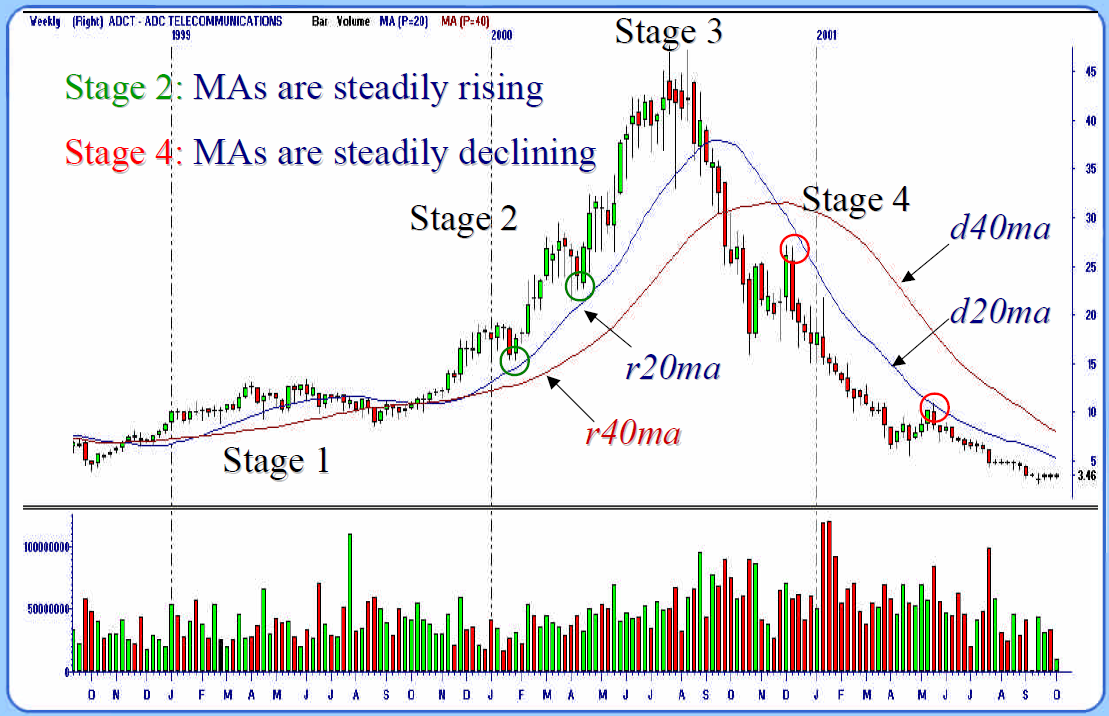 Weekly (Right) ADCT - ADC TELECOMMUNICATIONS Bar Volume MA (P=20) MA (P=40)
1999 2000 2001
Stage 3
Stage 2: MAs are steadily rising
Stage 4: MAs are steadily declining
Stage 2
Stage 4
d40ma
d20ma
r20ma
r40ma
Stage 1
45
40
35
30
25
20
15
10
5
3.46
100000000
50000000
0
O N D J F M A M J J A S O N D J F M A M J J A S O N D J F M A M J J A S O